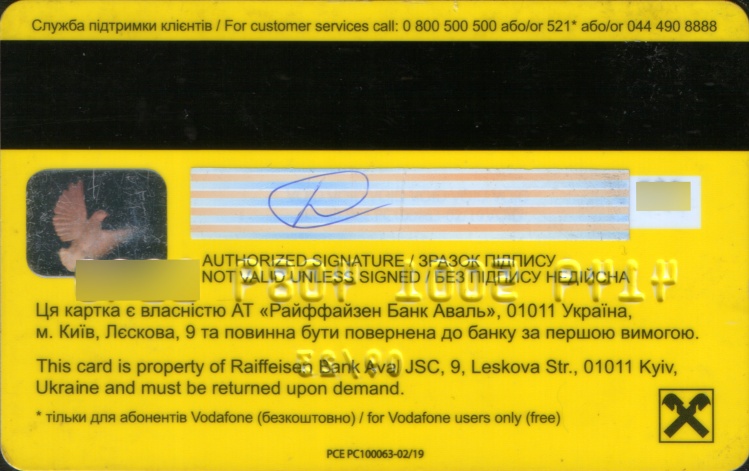 Служба підтримки клієнтів / For customer services call: 0 800 500 500 або/or 521* або/or 044 490 8888
AUTHORIZED SIGNATURE / ЗРАЗОК ПІДПИСУ
NOT VALID UNLESS SIGNED / БЕЗ ПІДПИСУ НЕДІЙСНА
Ця картка є власністю АТ «Райффайзен Банк Аваль», 01011 Україна,
м. Київ, Лєскова, 9 та повинна бути повернена до банку за першою вимогою.
This card is property of Raiffeisen Bank Aval JSC, 9, Leskova Str., 01011 Kyiv,
Ukraine and must be returned upon demand.
* тільки для абонентів Vodafone (безкоштовно) / for Vodafone users only (free)
PCE PC100063-02/19